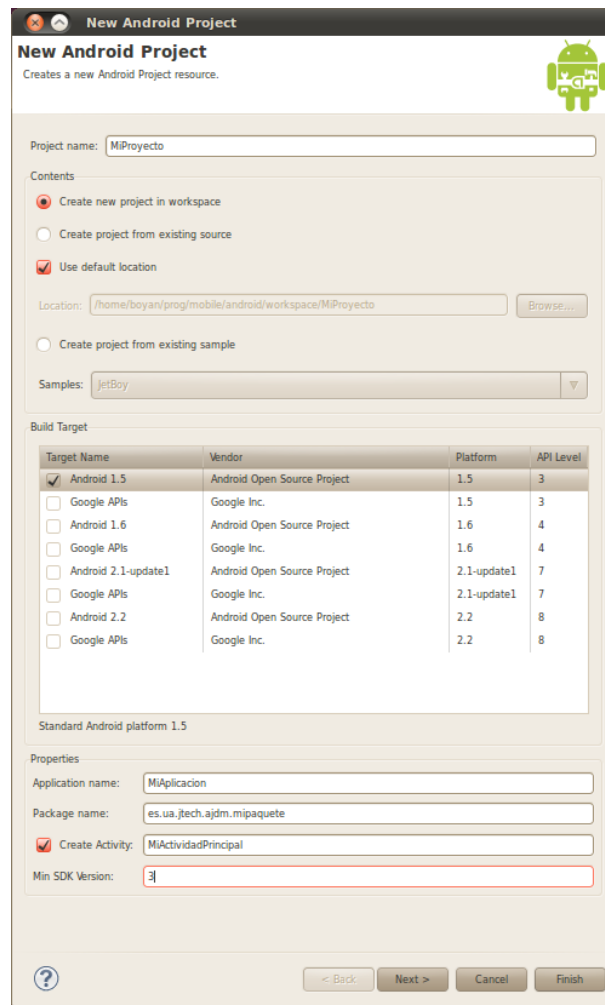 New Android Project
New Android Project
Creates a new Android Project resource.
Project name: MiProyecto
Contents
Create new project in workspace
Create project from existing source
Use default location
Location: /home/boyan/prog/mobile/android/workspace/MiProyecto Browse...
Create project from existing sample
Samples: JetBoy
Build Target
Target Name Vendor Platform API Level
Android 1.5 Android Open Source Project 1.5 3
Google APIs Google Inc. 1.5 3
Android 1.6 Android Open Source Project 1.6 4
Google APIs Google Inc. 1.6 4
Android 2.1-update1 Android Open Source Project 2.1-update1 7
Google APIs Google Inc. 2.1-update1 7
Android 2.2 Android Open Source Project 2.2 8
Google APIs Google Inc. 2.2 8
Standard Android platform 1.5
Properties
Application name: MiAplicacion
Package name: es.ua.jtech.ajdm.mipaquete
Create Activity: MiActividadPrincipal
Min SDK Version: 3
? < Back Next > Cancel Finish